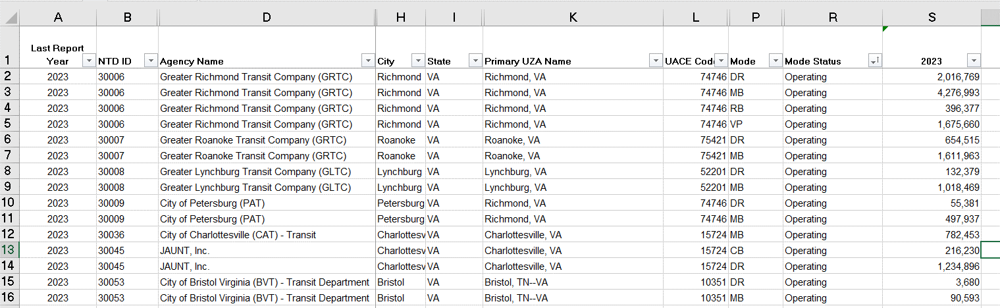 A B D H I K L P R S
Last Report
1 Year NTD ID Agency Name City State Primary UZA Name UACE Cod Mode Mode Status 2023
2 2023 30006 Greater Richmond Transit Company (GRTC) Richmond VA Richmond, VA 74746 DR Operating 2,016,769
3 2023 30006 Greater Richmond Transit Company (GRTC) Richmond VA Richmond, VA 74746 MB Operating 4,276,993
4 2023 30006 Greater Richmond Transit Company (GRTC) Richmond VA Richmond, VA 74746 RB Operating 396,377
5 2023 30006 Greater Richmond Transit Company (GRTC) Richmond VA Richmond, VA 74746 VP Operating 1,675,660
6 2023 30007 Greater Roanoke Transit Company (GRTC) Roanoke VA Roanoke, VA 75421 DR Operating 654,515
7 2023 30007 Greater Roanoke Transit Company (GRTC) Roanoke VA Roanoke, VA 75421 MB Operating 1,611,963
8 2023 30008 Greater Lynchburg Transit Company (GLTC) Lynchburg VA Lynchburg, VA 52201 DR Operating 132,379
9 2023 30008 Greater Lynchburg Transit Company (GLTC) Lynchburg VA Lynchburg, VA 52201 MB Operating 1,018,469
10 2023 30009 City of Petersburg (PAT) Petersburg VA Richmond, VA 74746 DR Operating 55,381
11 2023 30009 City of Petersburg (PAT) Petersburg VA Richmond, VA 74746 MB Operating 497,937
12 2023 30036 City of Charlottesville (CAT) - Transit Charlottesv VA Charlottesville, VA 15724 MB Operating 782,453
13 2023 30045 JAUNT, Inc. Charlottesv VA Charlottesville, VA 15724 CB Operating 216,230
14 2023 30045 JAUNT, Inc. Charlottesv VA Charlottesville, VA 15724 DR Operating 1,234,896
15 2023 30053 City of Bristol Virginia (BVT) - Transit Department Bristol VA Bristol, TN--VA 10351 DR Operating 3,680
16 2023 30053 City of Bristol Virginia (BVT) - Transit Department Bristol VA Bristol, TN--VA 10351 MB Operating 90,593